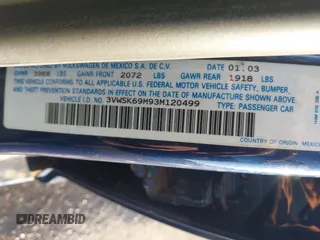 VOLKSWAGEN DE MEXICO S.A. DE C.V. DATE 01.03
GVWR 3968 LBS GAWR FRONT 2072 LBS GAWR REAR 1918 LBS
THIS VEHICLE CONFORMS TO ALL APPLICABLE U.S. FEDERAL MOTOR VEHICLE SAFETY, BUMPER,
AND THEFT PREVENTION STANDARDS IN EFFECT ON THE DATE OF MANUFACTURE SHOWN ABOVE.
VEHICLE I.D. NO.: 3VWSK69M93M120499 TYPE: PASSENGER CAR
COUNTRY OF ORIGIN: MEXICO
DREAMBID